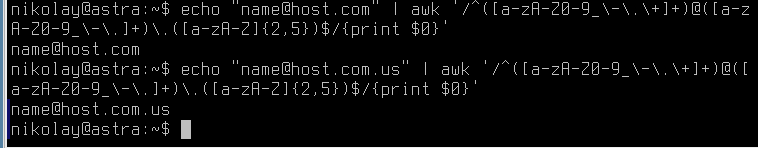 nikolay@astra:~$ echo "name@host.com" | awk '/^([a-zA-Z0-9_\-\.\+]+)@([a-z
A-Z0-9_\-\.]+)\.([a-zA-Z]{2,5})$/{print $0}'
name@host.com
nikolay@astra:~$ echo "name@host.com.us" | awk '/^([a-zA-Z0-9_\-\.\+]+)@([
a-zA-Z0-9_\-\.]+)\.([a-zA-Z]{2,5})$/{print $0}'
name@host.com.us
nikolay@astra:~$